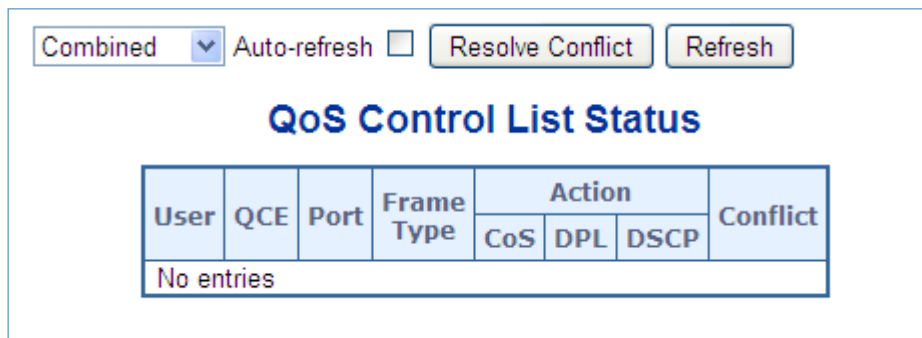 Combined Auto-refresh Resolve Conflict Refresh
QoS Control List Status
User QCE Port Frame Type Action Conflict
CoS DPL DSCP
No entries